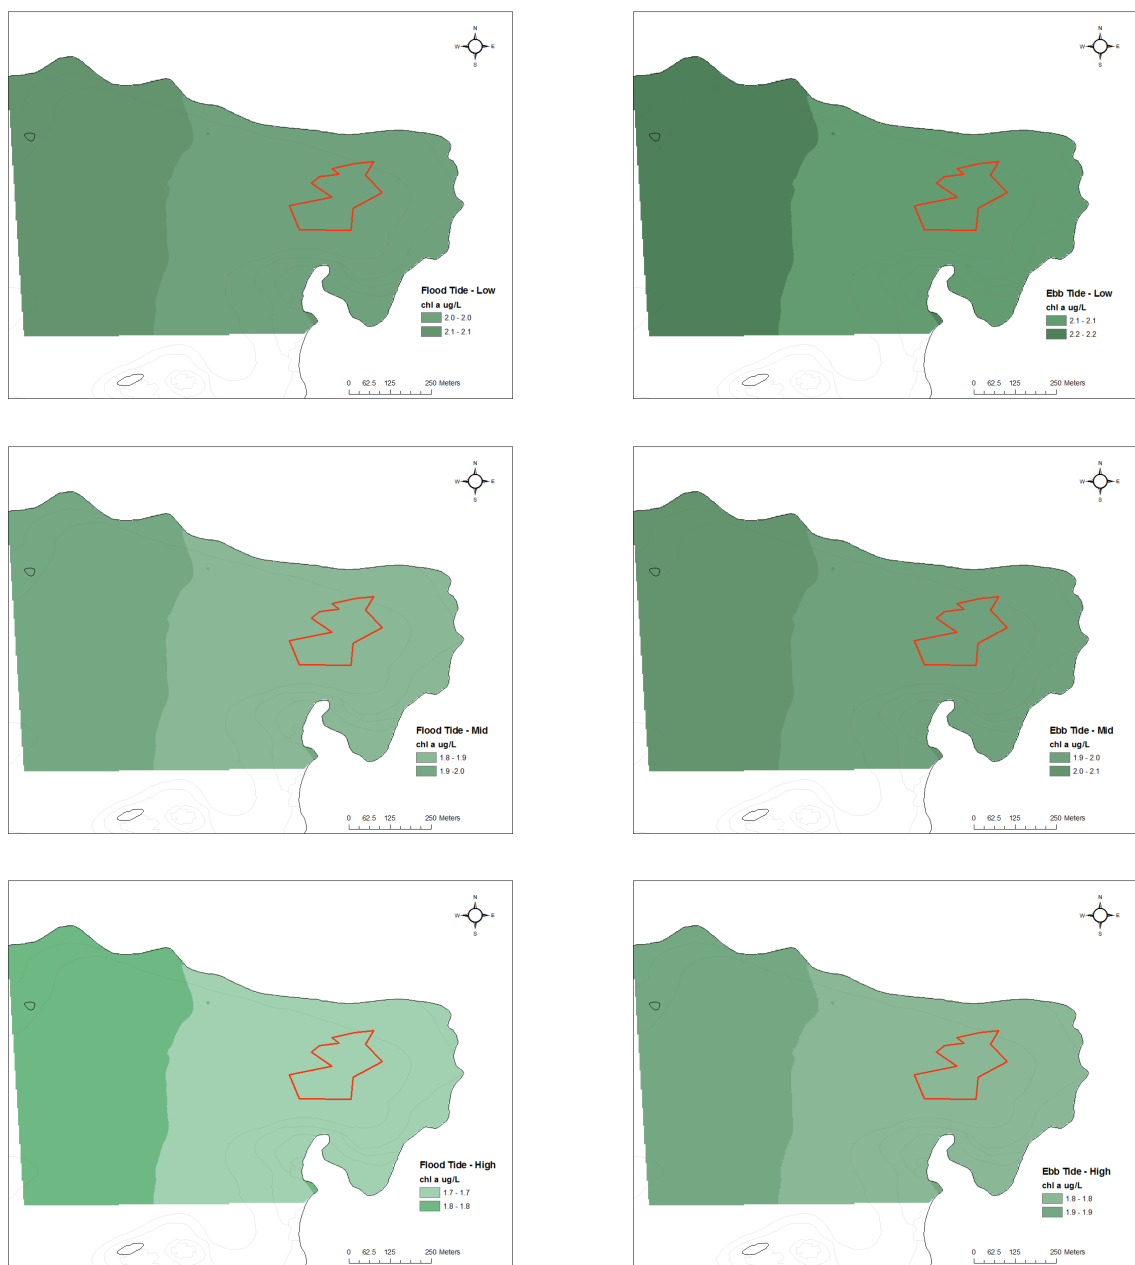 N
W E
S
Flood Tide - Low
chl a ug/L
2.0 - 2.0
2.1 - 2.1
0 62.5 125 250 Meters
N
W E
S
Ebb Tide - Low
chl a ug/L
2.1 - 2.1
2.2 - 2.2
0 62.5 125 250 Meters
N
W E
S
Flood Tide - Mid
chl a ug/L
1.8 - 1.9
1.9 -2.0
0 62.5 125 250 Meters
N
W E
S
Ebb Tide - Mid
chl a ug/L
1.9 - 2.0
2.0 - 2.1
0 62.5 125 250 Meters
N
W E
S
Flood Tide - High
chl a ug/L
1.7 - 1.7
1.8 - 1.8
0 62.5 125 250 Meters
N
W E
S
Ebb Tide - High
chl a ug/L
1.8 - 1.8
1.9 - 1.9
0 62.5 125 250 Meters